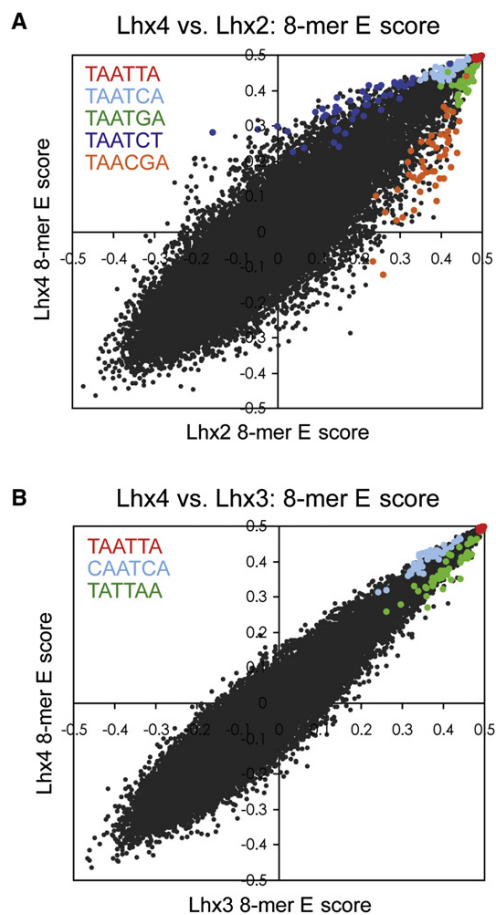 A
Lhx4 vs. Lhx2: 8-mer E score
TAATTA
TAATCA
TAATGA
TAATCT
TAACGA
0.5
0.4
0.3
0.2
0.1
0
-0.5 -0.4 -0.3 -0.2 -0.1 0 0.1 0.2 0.3 0.4 0.5
-0.1
-0.2
-0.3
-0.4
-0.5
Lhx4 8-mer E score
Lhx2 8-mer E score
B
Lhx4 vs. Lhx3: 8-mer E score
TAATTA
CAATCA
TATTAA
0.5
0.4
0.3
0.2
0.1
0
-0.5 -0.4 -0.3 -0.2 -0.1 0 0.1 0.2 0.3 0.4 0.5
-0.1
-0.2
-0.3
-0.4
-0.5
Lhx4 8-mer E score
Lhx3 8-mer E score